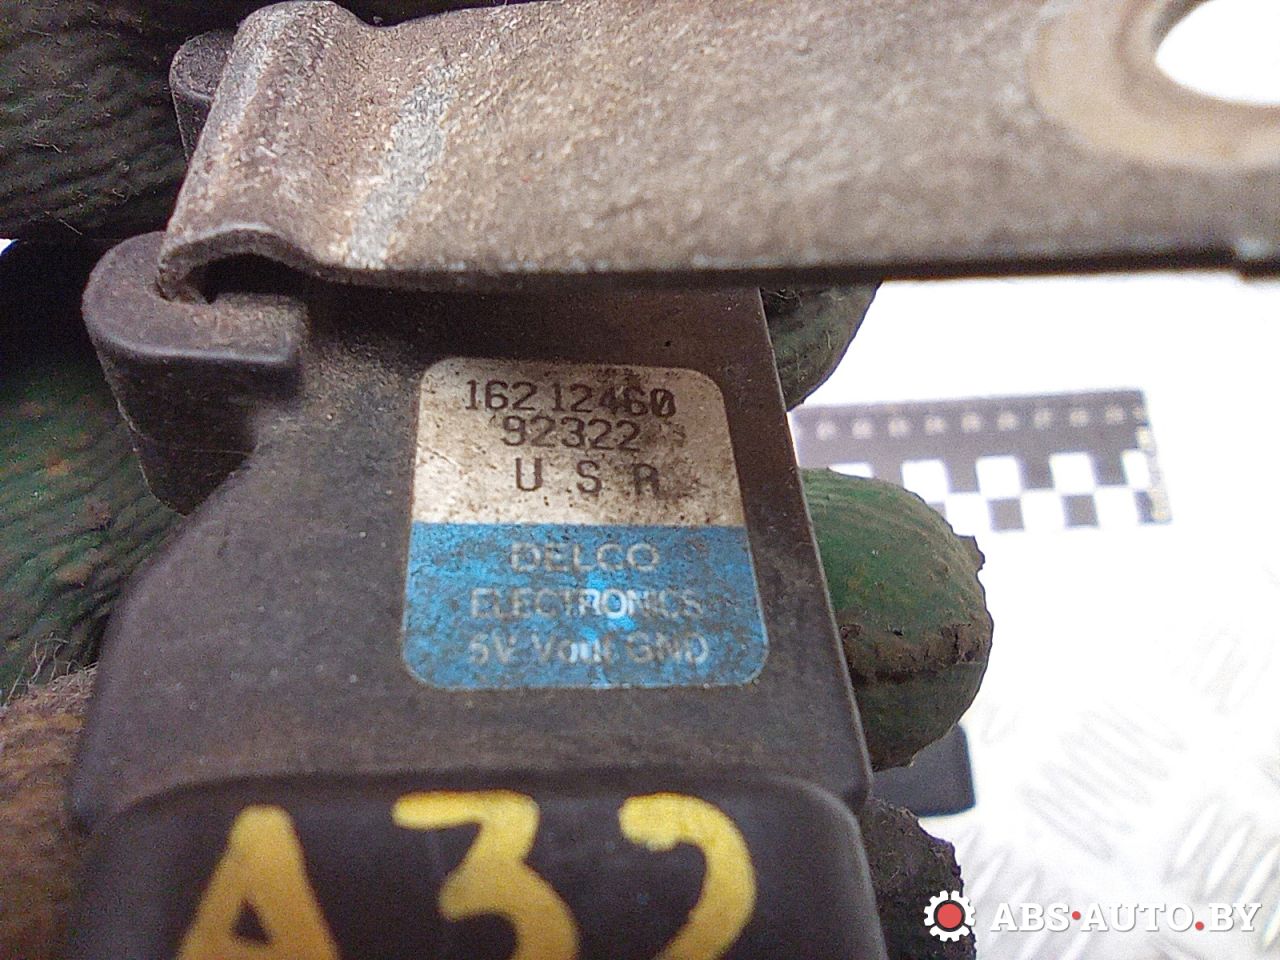 16212460
92322
U S A
DELCO
ELECTRONICS
5V Vout GND
A32
ABS·AUTO.BY